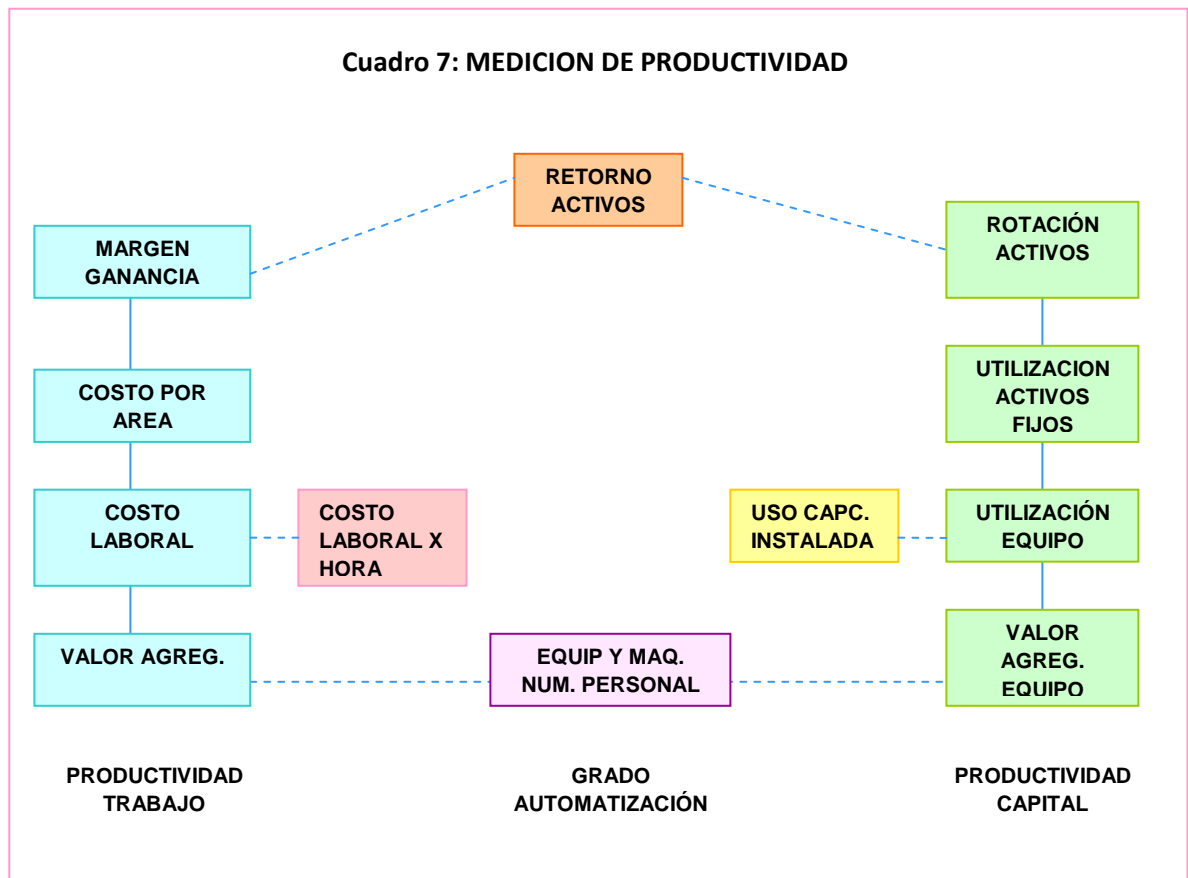 Cuadro 7: MEDICION DE PRODUCTIVIDAD
RETORNO
ACTIVOS
MARGEN
GANANCIA
ROTACIÓN
ACTIVOS
COSTO POR
AREA
UTILIZACION
ACTIVOS
FIJOS
COSTO
LABORAL
COSTO
LABORAL X
HORA
USO CAPC.
INSTALADA
UTILIZACIÓN
EQUIPO
VALOR AGREG.
EQUIP Y MAQ.
NUM. PERSONAL
VALOR
AGREG.
EQUIPO
PRODUCTIVIDAD
TRABAJO
GRADO
AUTOMATIZACIÓN
PRODUCTIVIDAD
CAPITAL